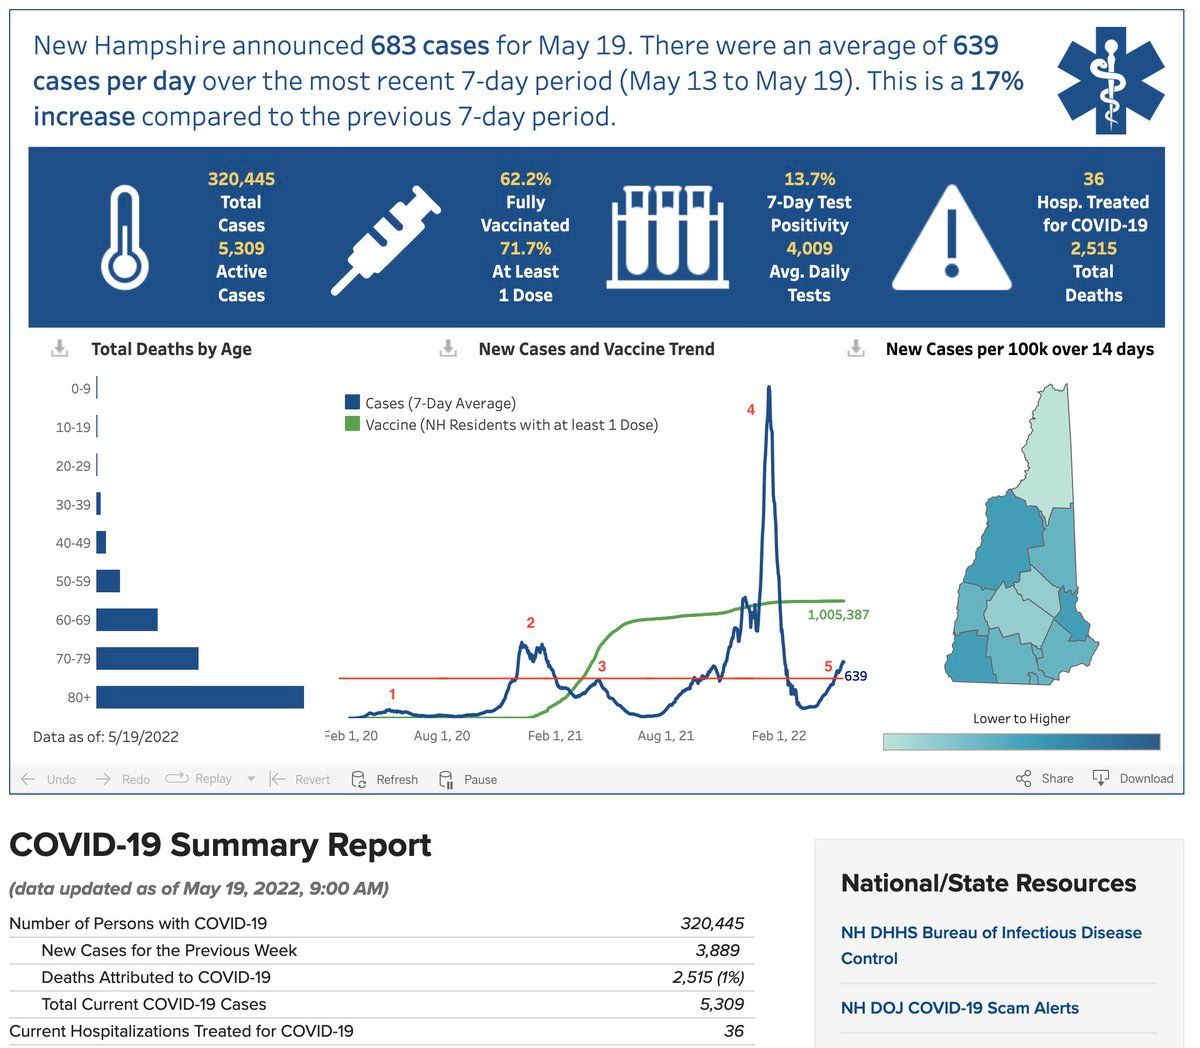 New Hampshire announced 683 cases for May 19. There were an average of 639
cases per day over the most recent 7-day period (May 13 to May 19). This is a 17%
increase compared to the previous 7-day period.
320,445
Total
Cases
5,309
Active
Cases
62.2%
Fully
Vaccinated
71.7%
At Least
1 Dose
13.7%
7-Day Test
Positivity
4,009
Avg. Daily
Tests
36
Hosp. Treated
for COVID-19
2,515
Total
Deaths
Total Deaths by Age
0-9
10-19
20-29
30-39
40-49
50-59
60-69
70-79
80+
Data as of: 5/19/2022
New Cases and Vaccine Trend
Cases (7-Day Average)
Vaccine (NH Residents with at least 1 Dose)
4
2
1,005,387
3
5
639
1
Feb 1, 20
Aug 1, 20
Feb 1, 21
Aug 1, 21
Feb 1, 22
New Cases per 100k over 14 days
Lower to Higher
Undo
Redo
Replay
Revert
Refresh
Pause
Share
Download
COVID-19 Summary Report
(data updated as of May 19, 2022, 9:00 AM)
Number of Persons with COVID-19 320,445
New Cases for the Previous Week 3,889
Deaths Attributed to COVID-19 2,515 (1%)
Total Current COVID-19 Cases 5,309
Current Hospitalizations Treated for COVID-19 36
National/State Resources
NH DHHS Bureau of Infectious Disease
Control
NH DOJ COVID-19 Scam Alerts